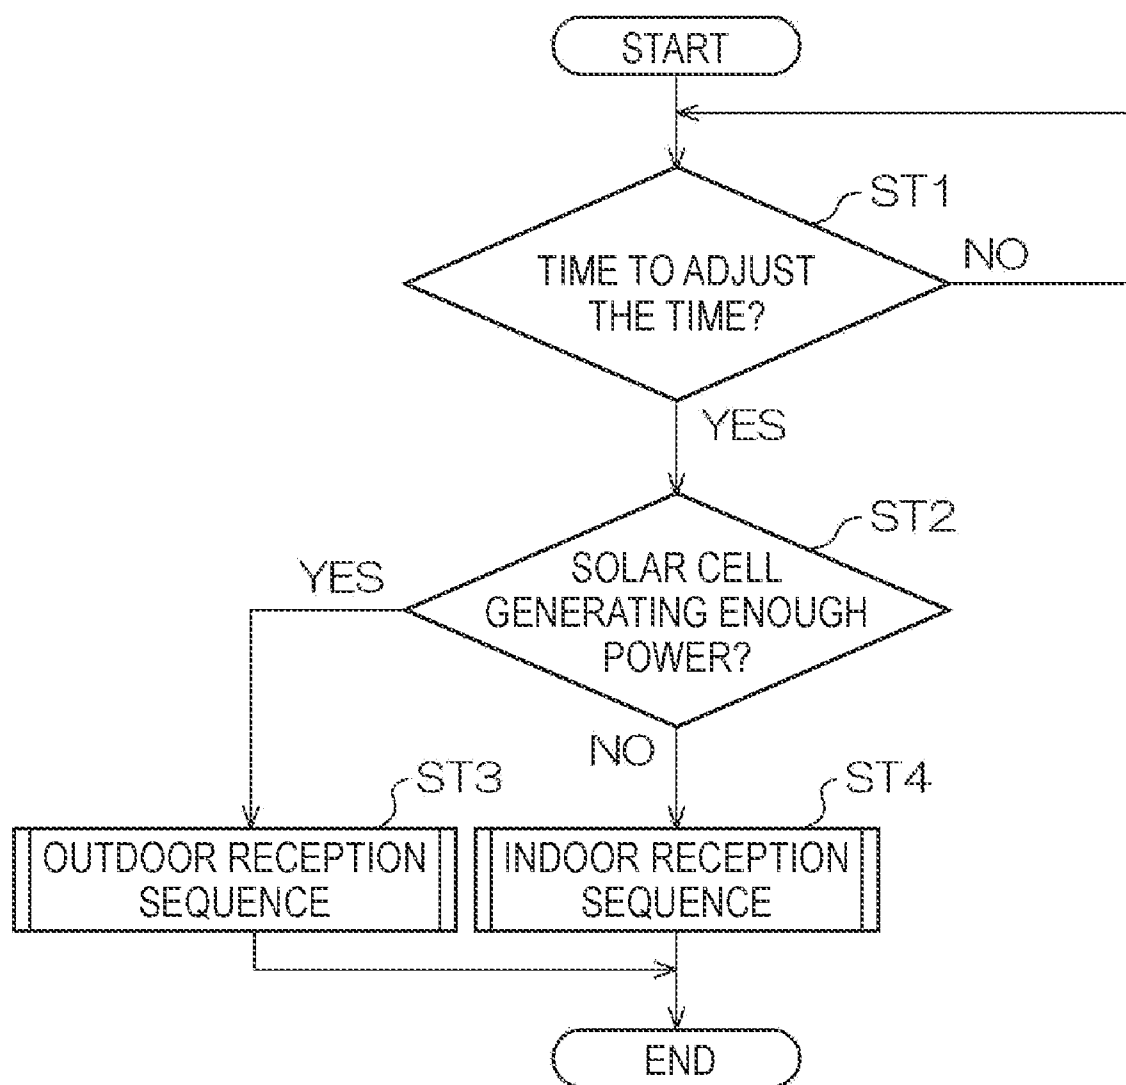 START
ST1
TIME TO ADJUST
THE TIME?
NO
YES
ST2
SOLAR CELL
GENERATING ENOUGH
POWER?
YES
NO
ST3
ST4
OUTDOOR RECEPTION
SEQUENCE
INDOOR RECEPTION
SEQUENCE
END